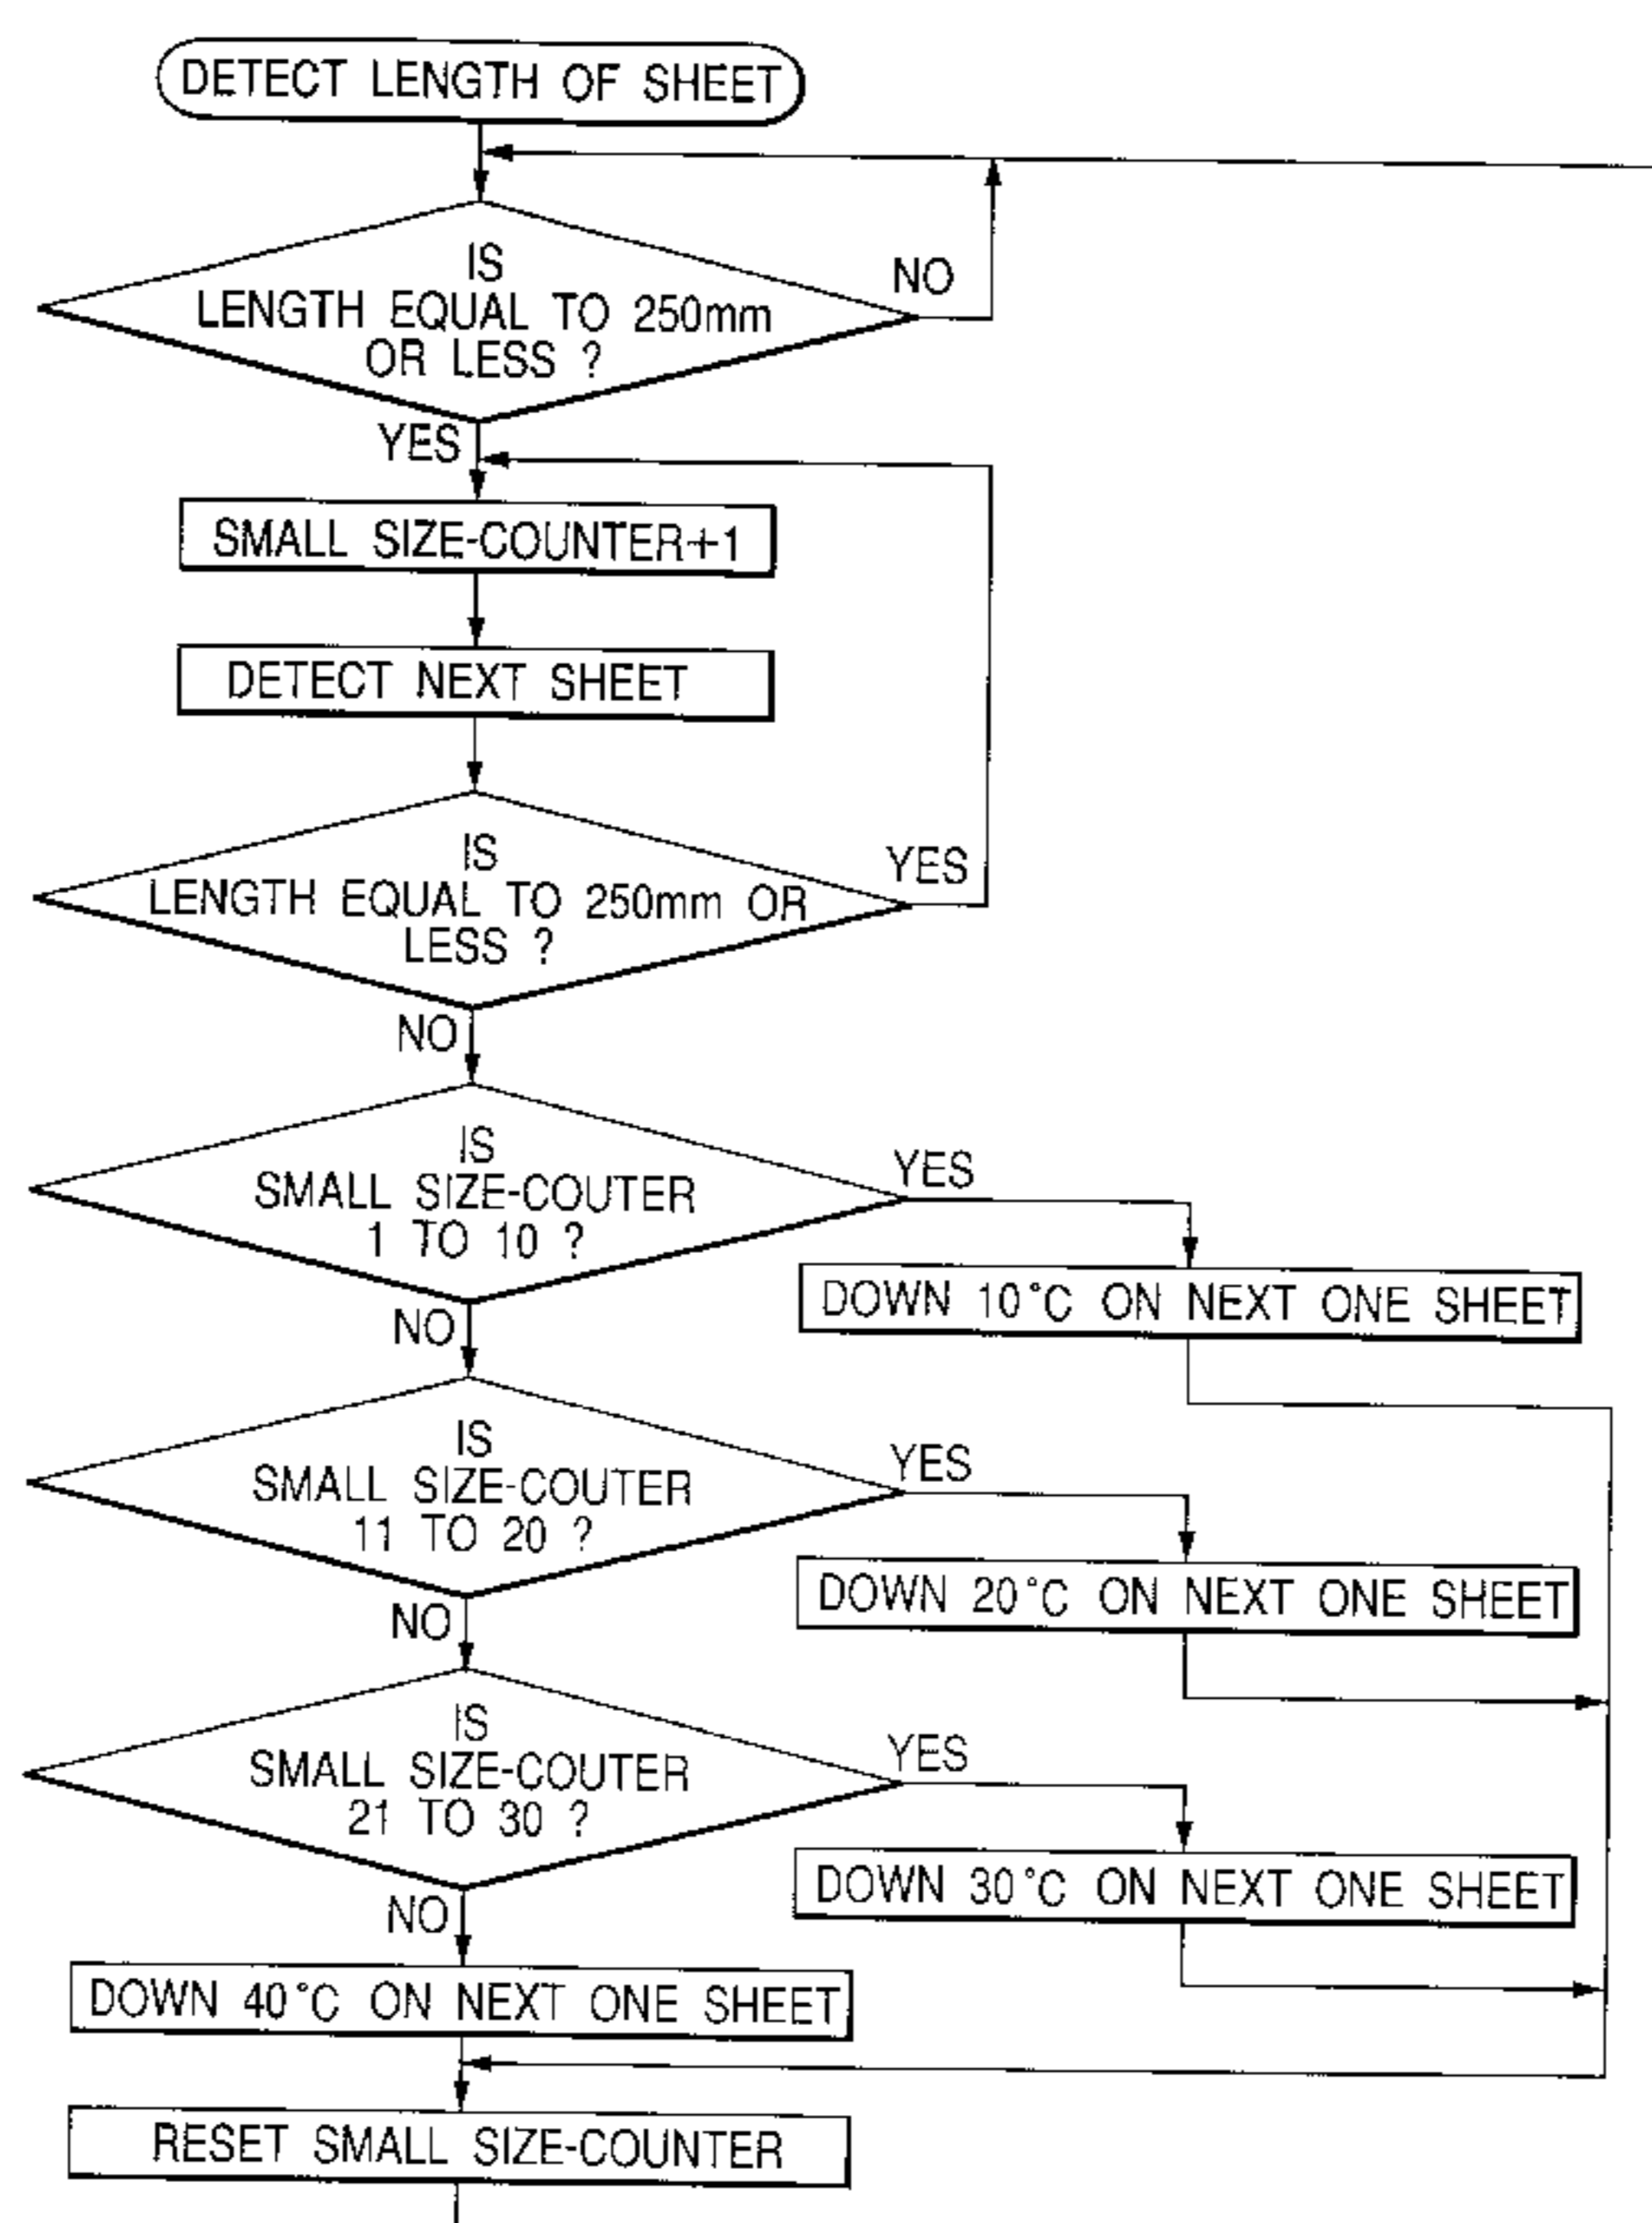 DETECT LENGTH OF SHEET
IS
LENGTH EQUAL TO 250mm
OR LESS ?
NO
YES
SMALL SIZE-COUNTER+1
DETECT NEXT SHEET
IS
LENGTH EQUAL TO 250mm OR
LESS ?
YES
NO
IS
SMALL SIZE-COUTER
1 TO 10 ?
YES
DOWN 10°C ON NEXT ONE SHEET
NO
IS
SMALL SIZE-COUTER
11 TO 20 ?
YES
DOWN 20°C ON NEXT ONE SHEET
NO
IS
SMALL SIZE-COUTER
21 TO 30 ?
YES
DOWN 30°C ON NEXT ONE SHEET
NO
DOWN 40°C ON NEXT ONE SHEET
RESET SMALL SIZE-COUNTER